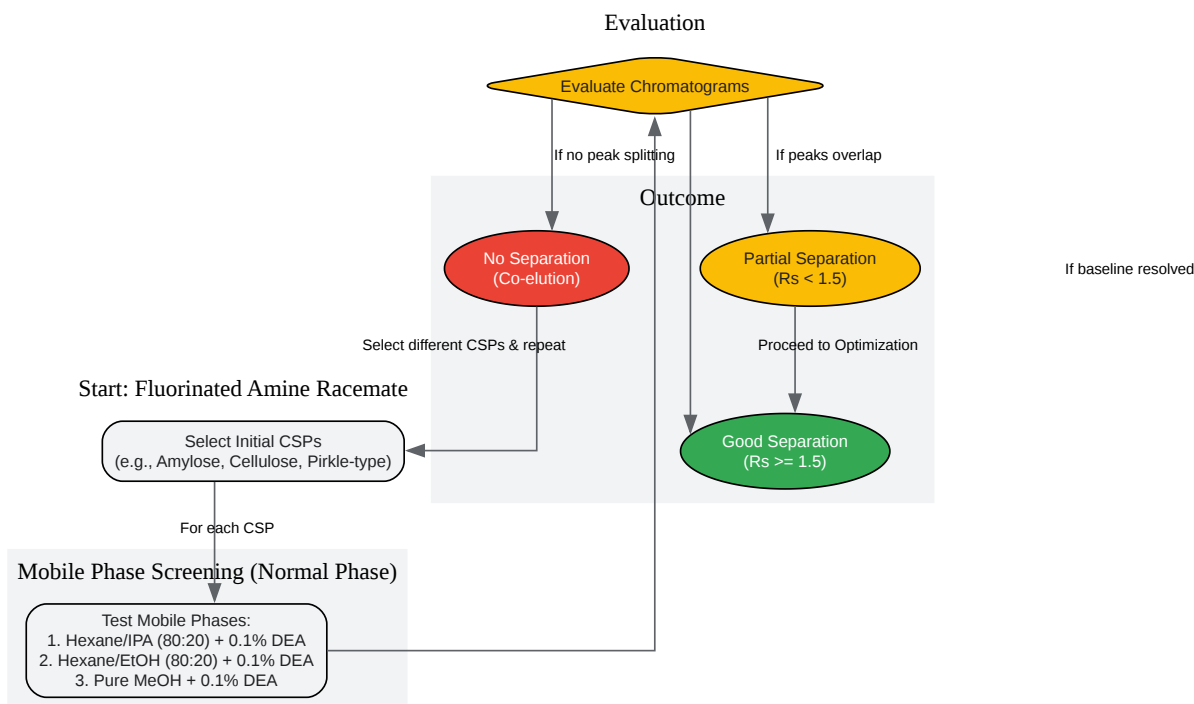 Evaluation
Evaluate Chromatograms
If no peak splitting
If peaks overlap
Outcome
No Separation
(Co-elution)
Partial Separation
(Rs < 1.5)
If baseline resolved
Select different CSPs & repeat
Proceed to Optimization
Start: Fluorinated Amine Racemate
Select Initial CSPs
(e.g., Amylose, Cellulose, Pirkle-type)
Good Separation
(Rs >= 1.5)
For each CSP
Mobile Phase Screening (Normal Phase)
Test Mobile Phases:
1. Hexane/IPA (80:20) + 0.1% DEA
2. Hexane/EtOH (80:20) + 0.1% DEA
3. Pure MeOH + 0.1% DEA